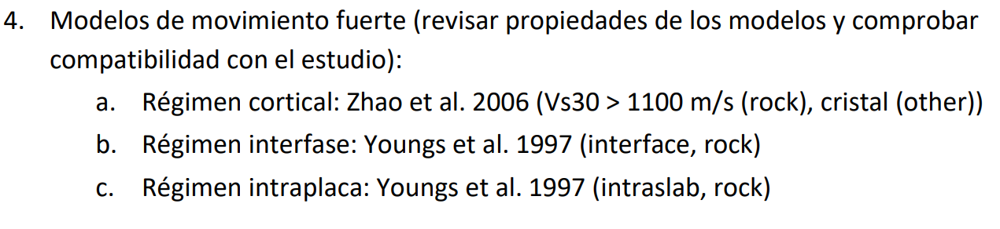 4. Modelos de movimiento fuerte (revisar propiedades de los modelos y comprobar
compatibilidad con el estudio):
a. Régimen cortical: Zhao et al. 2006 (Vs30 > 1100 m/s (rock), cristal (other))
b. Régimen interfase: Youngs et al. 1997 (interface, rock)
c. Régimen intraplaca: Youngs et al. 1997 (intraslab, rock)